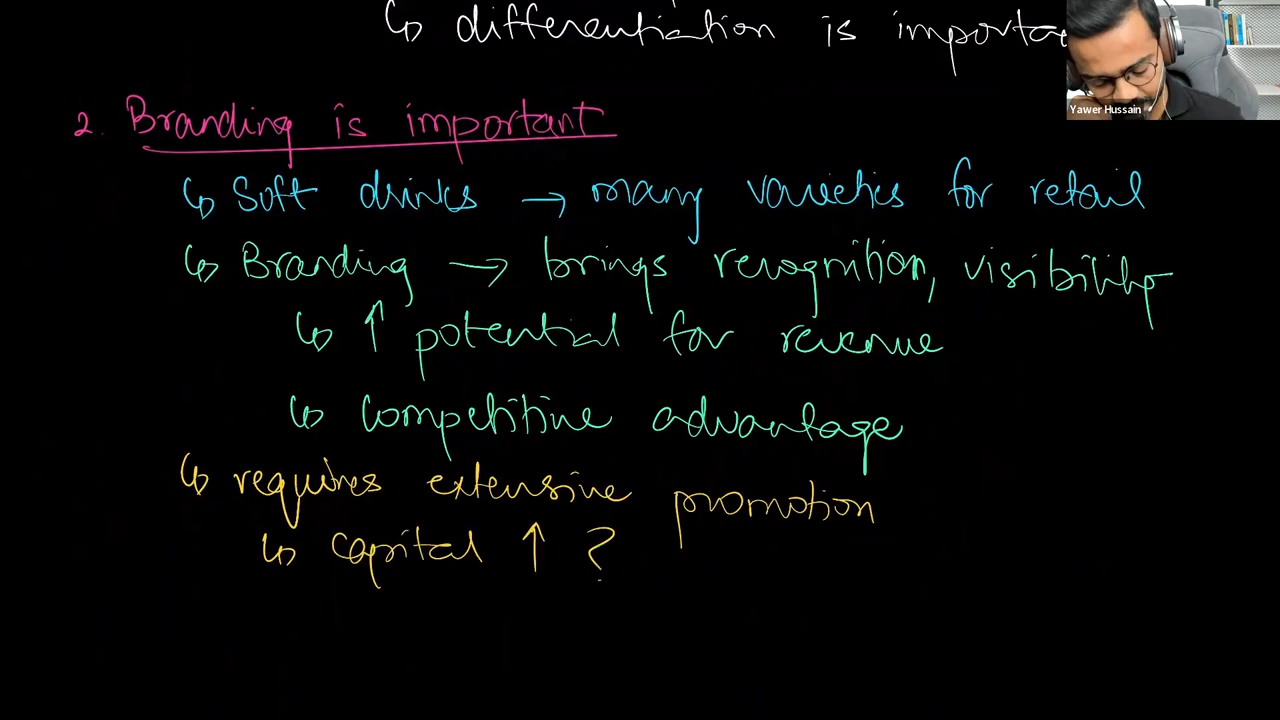 ↳ differentiation is importa
Yawer Hussain
2. Branding is important
↳ Soft drinks → many varieties for retail
↳ Branding → brings recognition, visibility
↳ ↑ potential for revenue
↳ competitive advantage
↳ requires extensive promotion
↳ capital ↑ ?